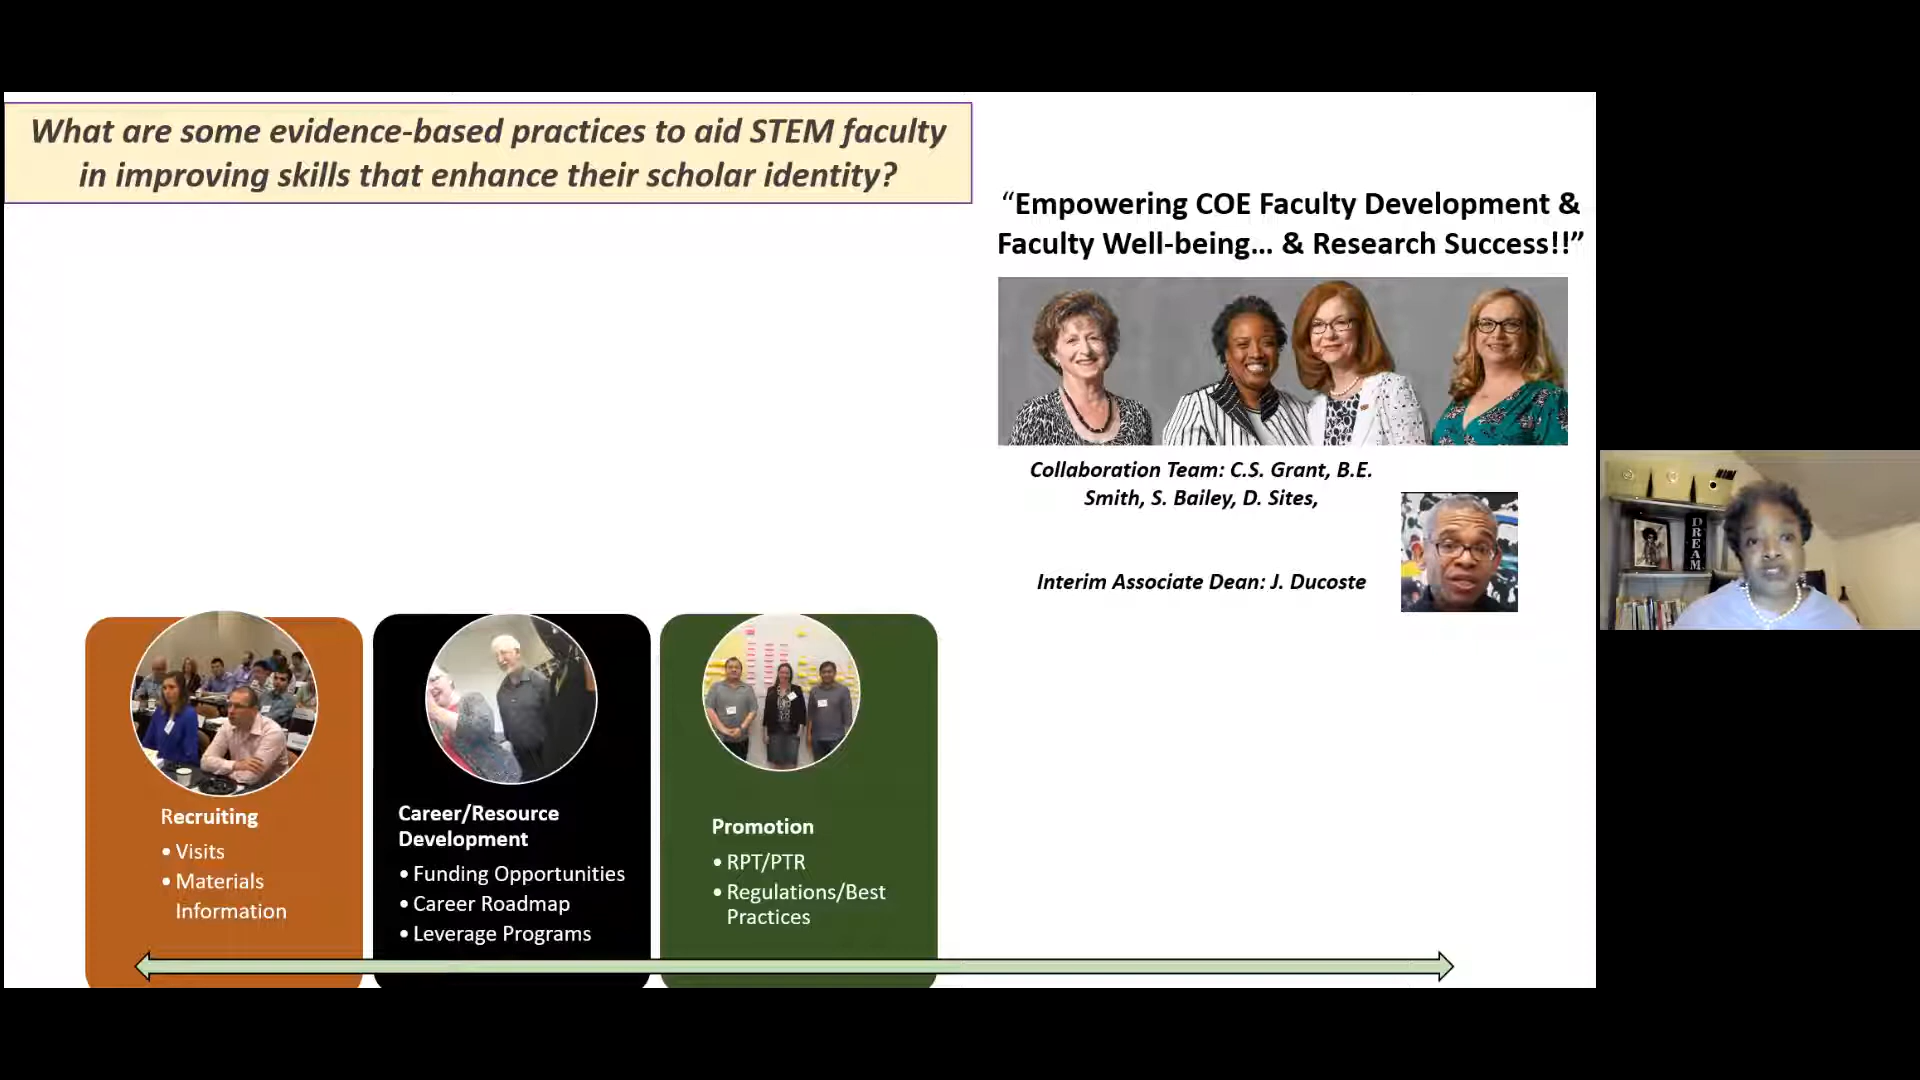 What are some evidence-based practices to aid STEM faculty
in improving skills that enhance their scholar identity?
“Empowering COE Faculty Development &
Faculty Well-being... & Research Success!!”
Collaboration Team: C.S. Grant, B.E.
Smith, S. Bailey, D. Sites,
Interim Associate Dean: J. Ducoste
DREAM
Recruiting
• Visits
• Materials
Information
Career/Resource
Development
• Funding Opportunities
• Career Roadmap
• Leverage Programs
Promotion
• RPT/PTR
• Regulations/Best
Practices